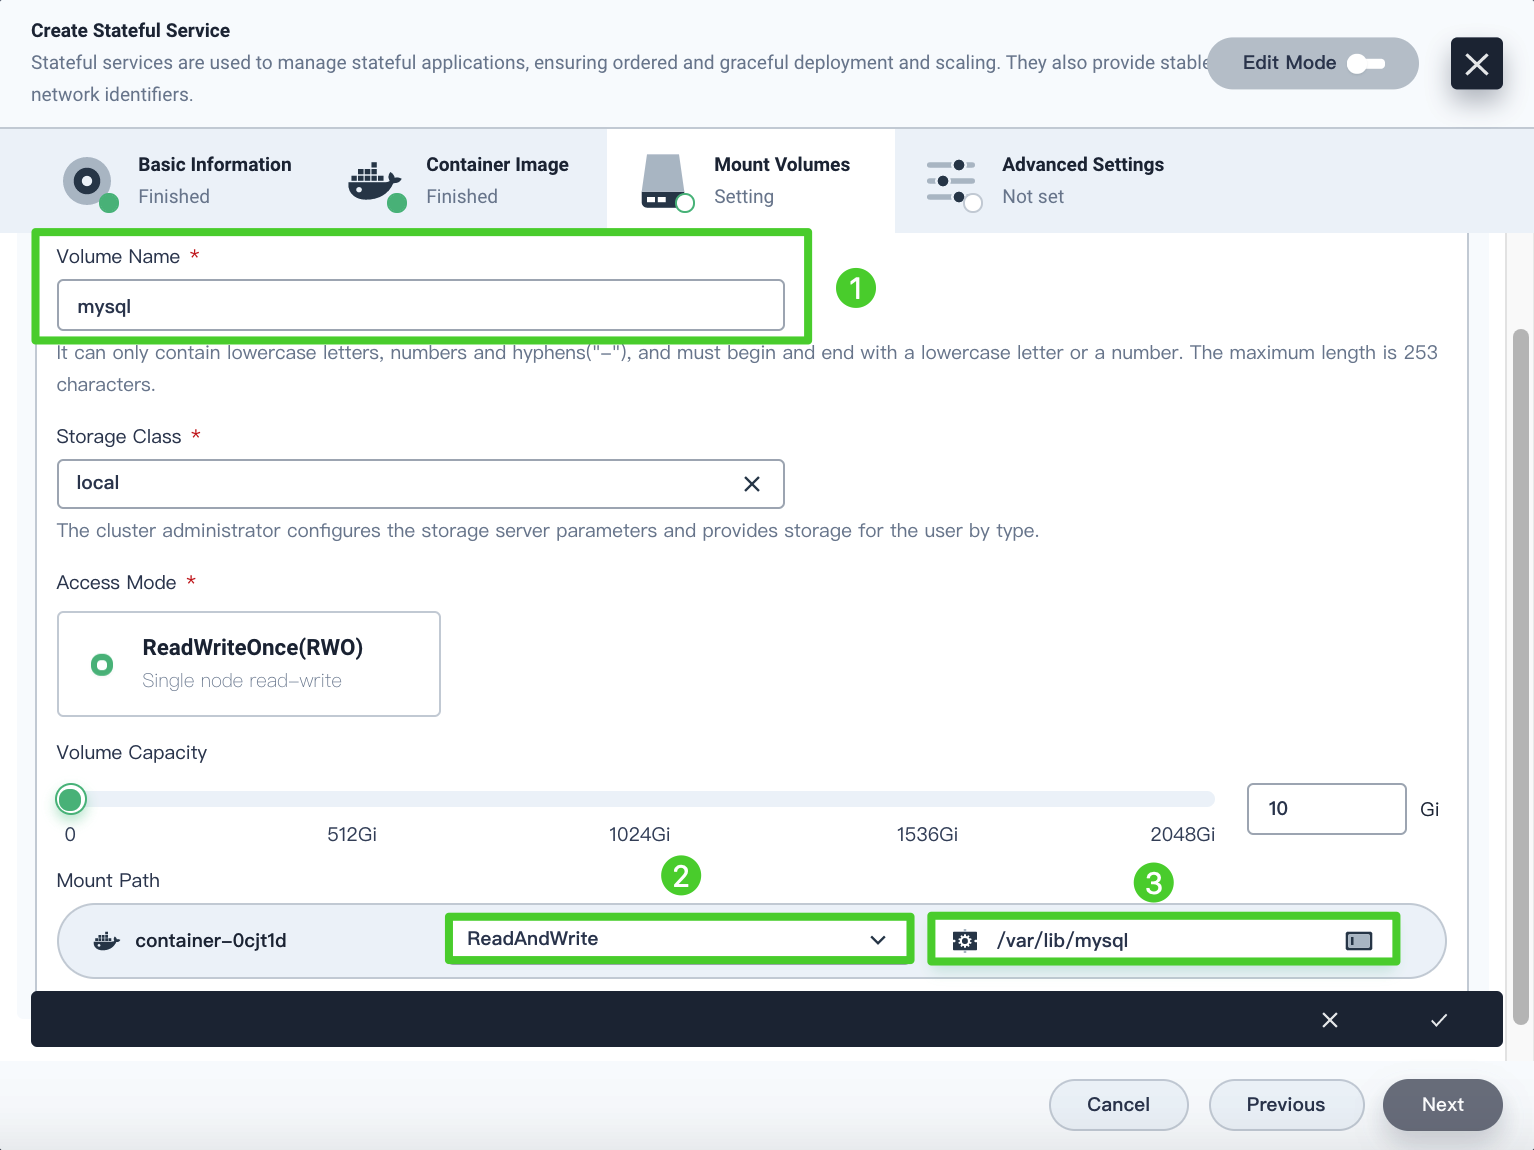 Create Stateful Service
Stateful services are used to manage stateful applications, ensuring ordered and graceful deployment and scaling. They also provide stable
network identifiers.
Edit Mode
Basic Information
Finished
Container Image
Finished
Mount Volumes
Setting
Advanced Settings
Not set
Volume Name *
mysql
1
It can only contain lowercase letters, numbers and hyphens("-"), and must begin and end with a lowercase letter or a number. The maximum length is 253
characters.
Storage Class *
local
The cluster administrator configures the storage server parameters and provides storage for the user by type.
Access Mode *
ReadWriteOnce(RWO)
Single node read-write
Volume Capacity
0 512Gi 1024Gi 1536Gi 2048Gi
10 Gi
Mount Path
2
3
container-0cjt1d
ReadAndWrite
/var/lib/mysql
Cancel
Previous
Next